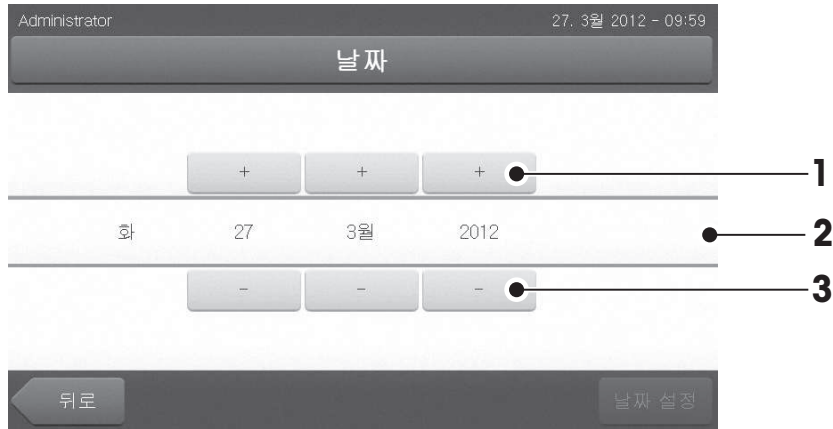 Administrator 27. 3월 2012 - 09:59
날짜
+ + + 1
화 27 3월 2012 2
- - - 3
뒤로 날짜 설정